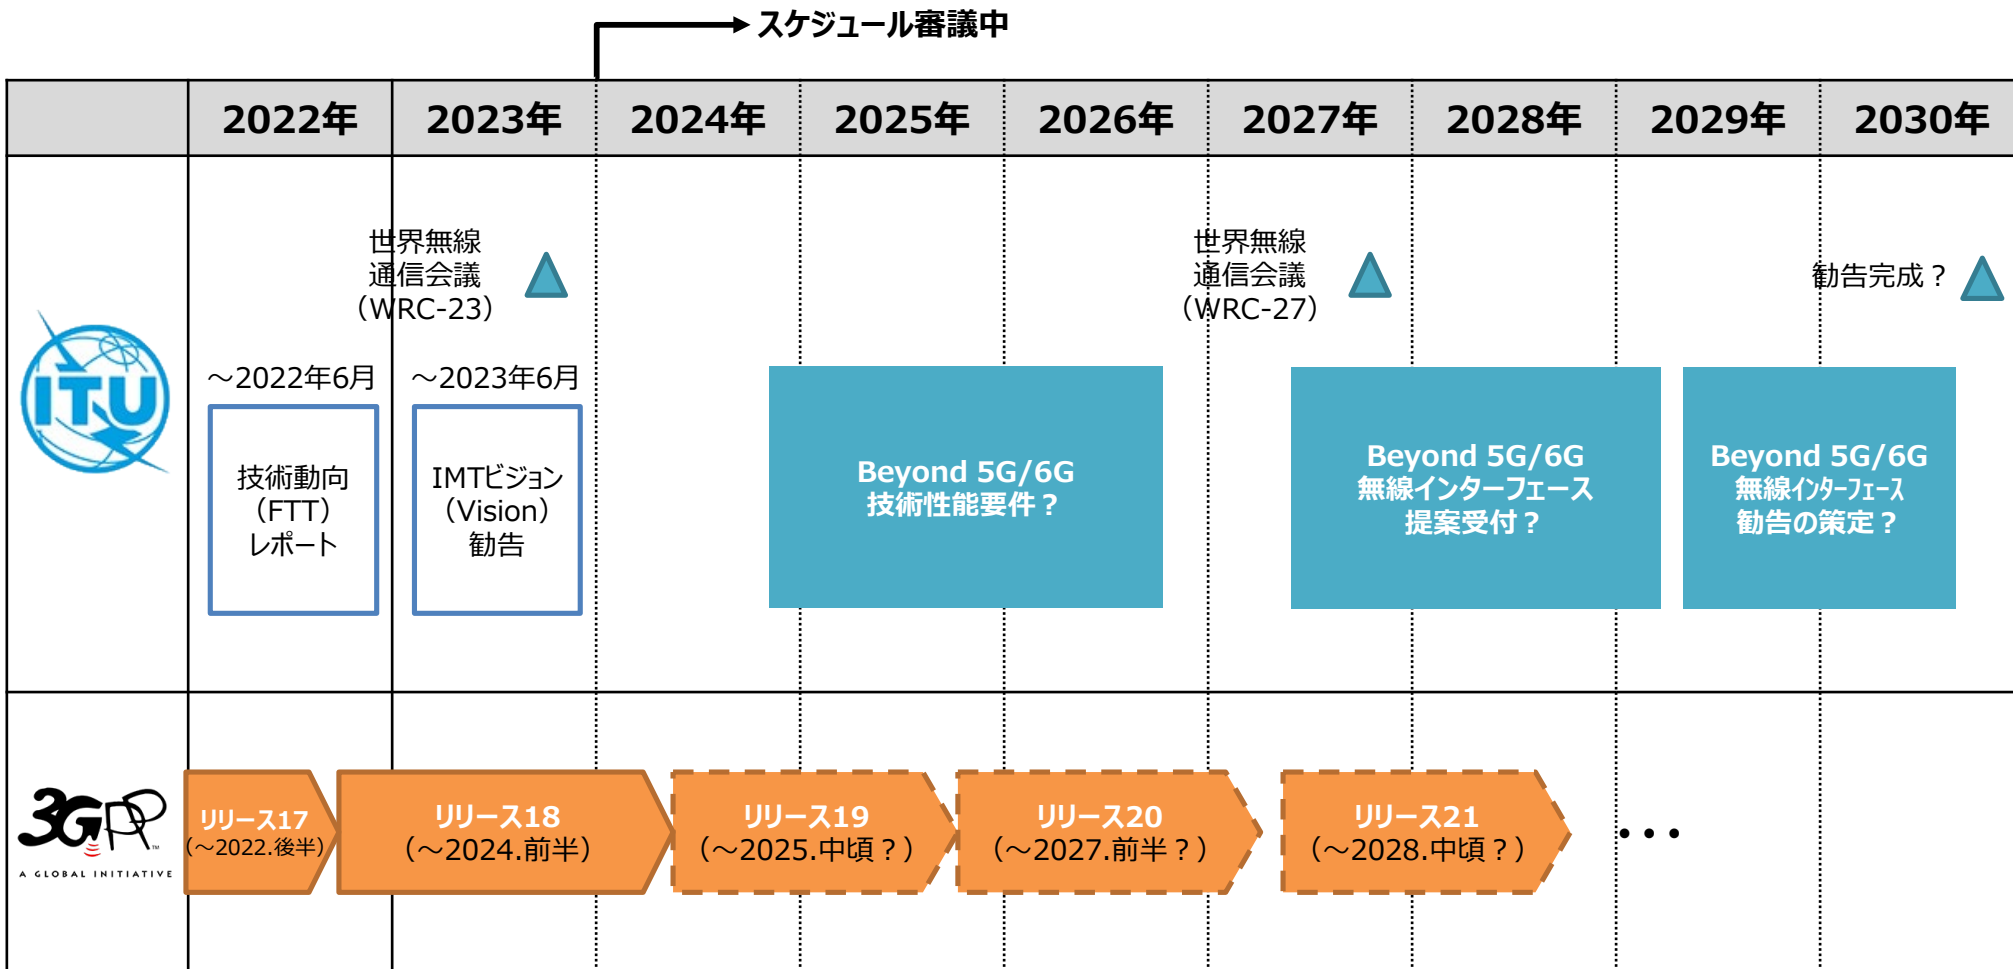 スケジュール審議中
2022年 2023年 2024年 2025年 2026年 2027年 2028年 2029年 2030年
世界無線
通信会議
（WRC-23）
世界無線
通信会議
（WRC-27）
勧告完成？
ITU
～2022年6月
技術動向
（FTT）
レポート
～2023年6月
IMTビジョン
（Vision）
勧告
Beyond 5G/6G
技術性能要件？
Beyond 5G/6G
無線インターフェース
提案受付？
Beyond 5G/6G
無線インターフェース
勧告の策定？
3GPP
TM
A GLOBAL INITIATIVE
リリース17
（～2022.後半）
リリース18
（～2024.前半）
リリース19
（～2025.中頃？）
リリース20
（～2027.前半？）
リリース21
（～2028.中頃？）
・・・